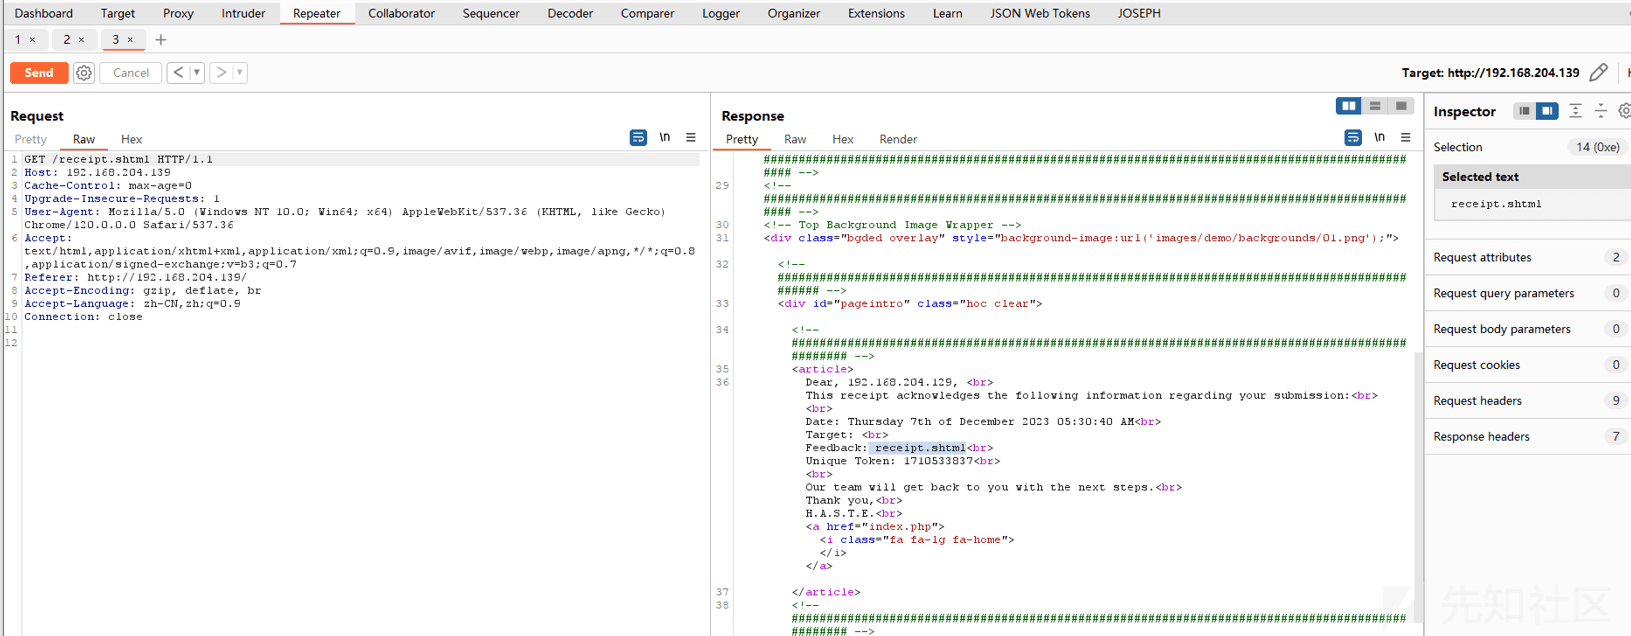 Dashboard Target Proxy Intruder Repeater Collaborator Sequencer Decoder Comparer Logger Organizer Extensions Learn JSON Web Tokens JOSEPH
1 × 2 × 3 × +
Send Cancel < ▼ > ▼ Target: http://192.168.204.139
Request
Pretty Raw Hex \n
1 GET /receipt.shtml HTTP/1.1
2 Host: 192.168.204.139
3 Cache-Control: max-age=0
4 Upgrade-Insecure-Requests: 1
5 User-Agent: Mozilla/5.0 (Windows NT 10.0; Win64; x64) AppleWebKit/537.36 (KHTML, like Gecko)
Chrome/120.0.0.0 Safari/537.36
6 Accept:
text/html,application/xhtml+xml,application/xml;q=0.9,image/avif,image/webp,image/apng,*/*;q=0.8
,application/signed-exchange;v=b3;q=0.7
7 Referer: http://192.168.204.139/
8 Accept-Encoding: gzip, deflate, br
9 Accept-Language: zh-CN,zh;q=0.9
10 Connection: close
11
12
Response
Pretty Raw Hex Render \n
########################################################################################
#### -->
29 <!--
########################################################################################
#### -->
30 <!-- Top Background Image Wrapper -->
31 <div class="bgded overlay" style="background-image:url('images/demo/backgrounds/01.png');">
32 <!--
########################################################################################
###### -->
33 <div id="pageintro" class="hoc clear">
34 <!--
########################################################################################
######## -->
35 <article>
36 Dear, 192.168.204.129, <br>
This receipt acknowledges the following information regarding your submission:<br>
<br>
Date: Thursday 7th of December 2023 05:30:40 AM<br>
Target: <br>
Feedback: receipt.shtml<br>
Unique Token: 1710533837<br>
<br>
Our team will get back to you with the next steps.<br>
Thank you,<br>
H.A.S.T.E.<br>
<a href="index.php">
<i class="fa fa-lg fa-home">
</i>
</a>
37 </article>
38 <!--
########################################################################################
######## -->
Inspector
Selection 14 (0xe)
Selected text
receipt.shtml
Request attributes 2
Request query parameters 0
Request body parameters 0
Request cookies 0
Request headers 9
Response headers 7
先知社区